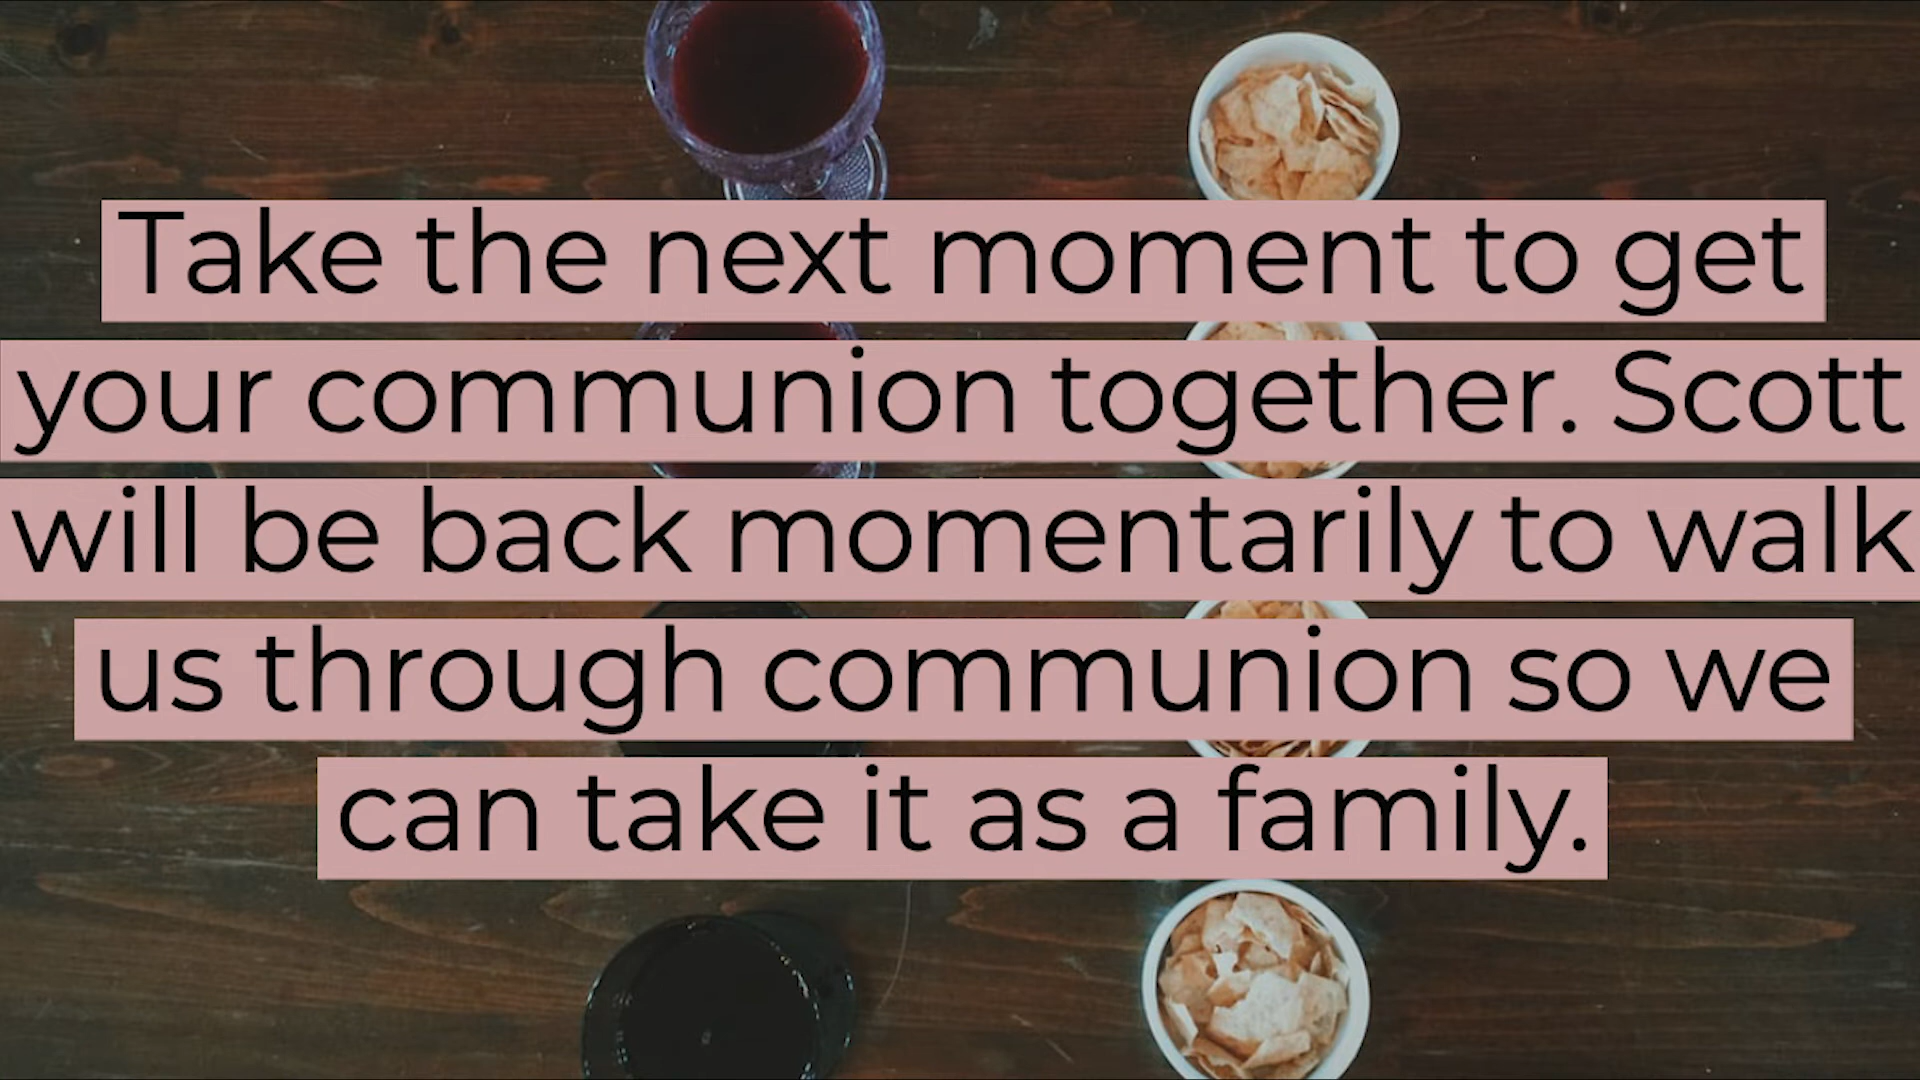 Take the next moment to get
your communion together. Scott
will be back momentarily to walk
us through communion so we
can take it as a family.